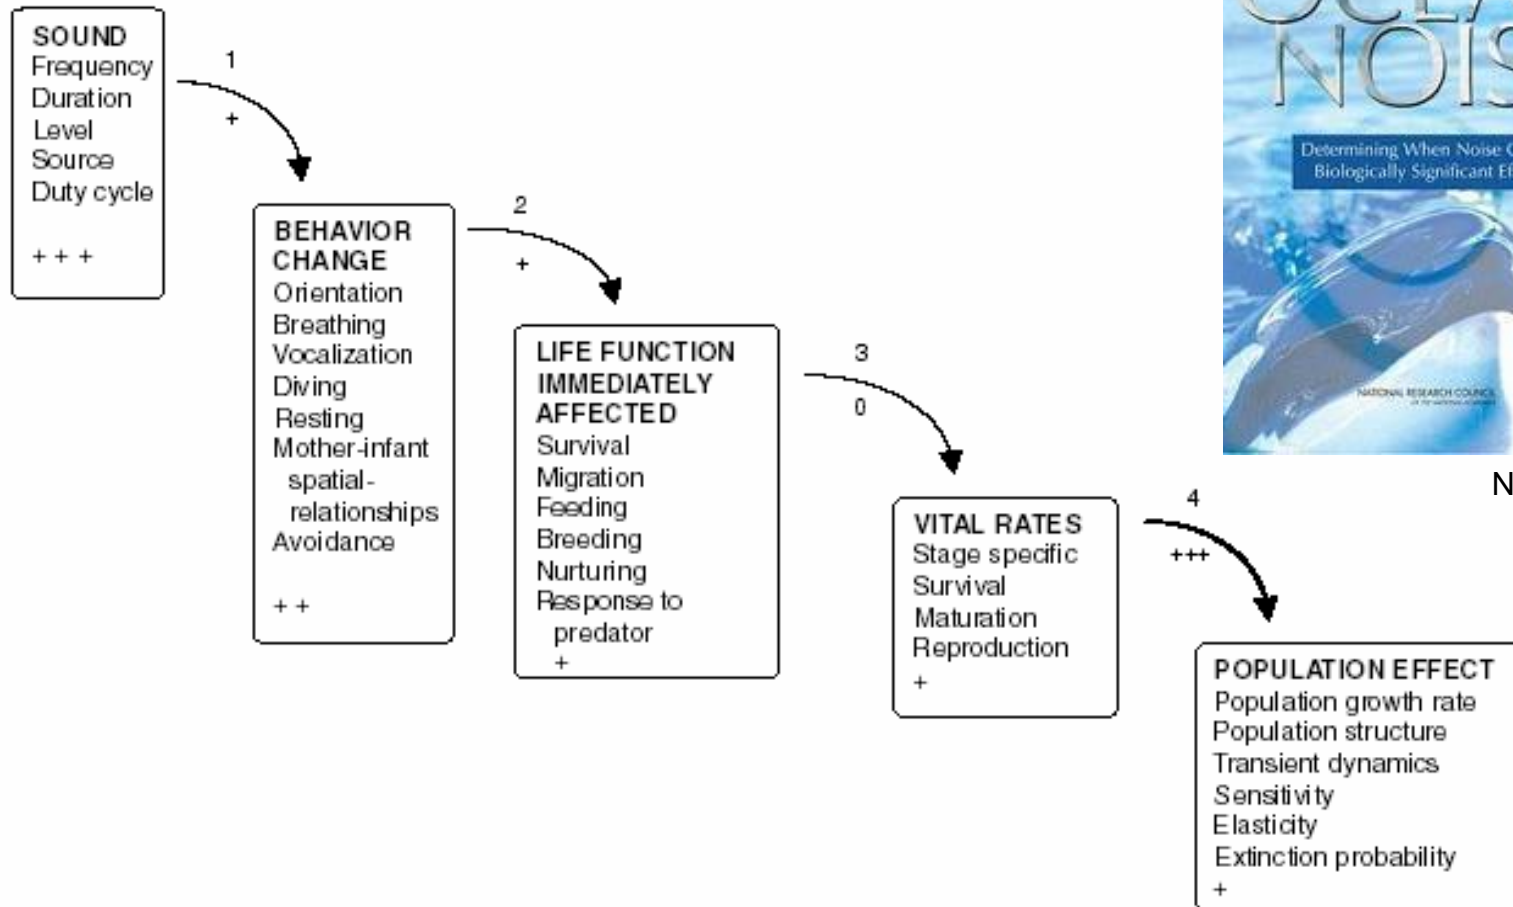 SOUND
Frequency
Duration
Level
Source
Duty cycle
+ + +
1
+
BEHAVIOR
CHANGE
Orientation
Breathing
Vocalization
Diving
Resting
Mother-infant
spatial-
relationships
Avoidance
+ +
2
+
LIFE FUNCTION
IMMEDIATELY
AFFECTED
Survival
Migration
Feeding
Breeding
Nurturing
Response to
predator
+
3
0
VITAL RATES
Stage specific
Survival
Maturation
Reproduction
+
4
+++
POPULATION EFFECT
Population growth rate
Population structure
Transient dynamics
Sensitivity
Elasticity
Extinction probability
+
Determining When Noise
Biologically Significant
NATIONAL RESEARCH COUNCIL
N